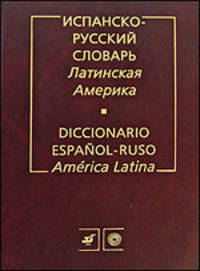 ИСПАНСКО-
РУССКИЙ
СЛОВАРЬ
Латинская
Америка
DICCIONARIO
ESPAÑOL-RUSO
América Latina